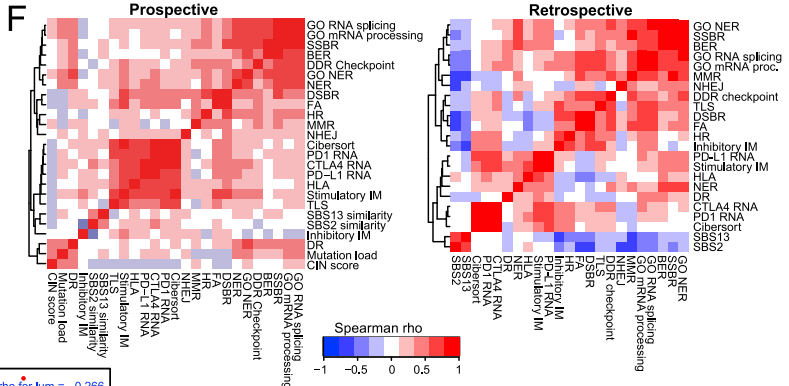 F
Prospective
GO RNA splicing
GO mRNA processing
SSBR
BER
DDR Checkpoint
GO NER
NER
DSBR
FA
HR
MMR
NHEJ
Cibersort
PD1 RNA
CTLA4 RNA
PD-L1 RNA
HLA
Stimulatory IM
TLS
SBS13 similarity
SBS2 similarity
Inhibitory IM
DR
Mutation load
CIN score
CIN score
Mutation load
DR
Inhibitory IM
SBS2 similarity
SBS13 similarity
TLS
Stimulatory IM
HLA
PD-L1 RNA
CTLA4 RNA
PD1 RNA
Cibersort
NHEJ
MMR
HR
FA
DSBR
NER
GO NER
DDR Checkpoint
BER
SSBR
GO mRNA processing
GO RNA splicing
Retrospective
GO NER
SSBR
BER
GO RNA splicing
GO mRNA proc.
MMR
NHEJ
DDR checkpoint
TLS
DSBR
FA
HR
Inhibitory IM
PD-L1 RNA
Stimulatory IM
HLA
NER
DR
CTLA4 RNA
PD1 RNA
Cibersort
SBS13
SBS2
SBS2
SBS13
Cibersort
PD1 RNA
CTLA4 RNA
DR
NER
HLA
Stimulatory IM
PD-L1 RNA
Inhibitory IM
HR
FA
DSBR
TLS
DDR checkpoint
NHEJ
MMR
GO mRNA processing
GO RNA splicing
BER
SSBR
GO NER
Spearman rho
−1 −0.5 0 0.5 1
for lum = -0.266